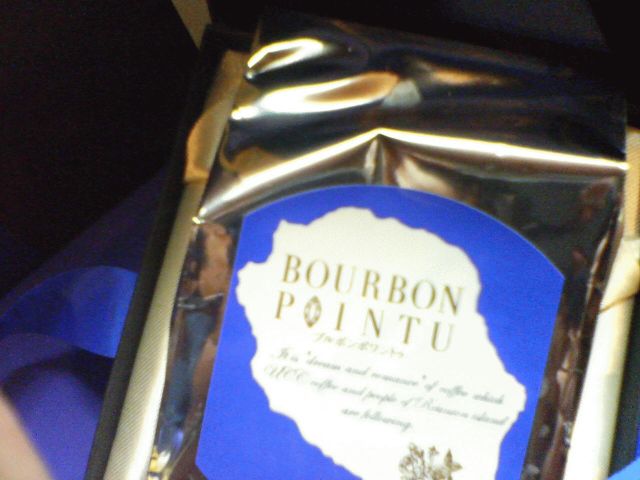 BOURBON
POINTU
ブルボンポワントゥ
It is "dream and romance" of coffee which
UCC coffee and people of Reunion island
are following.